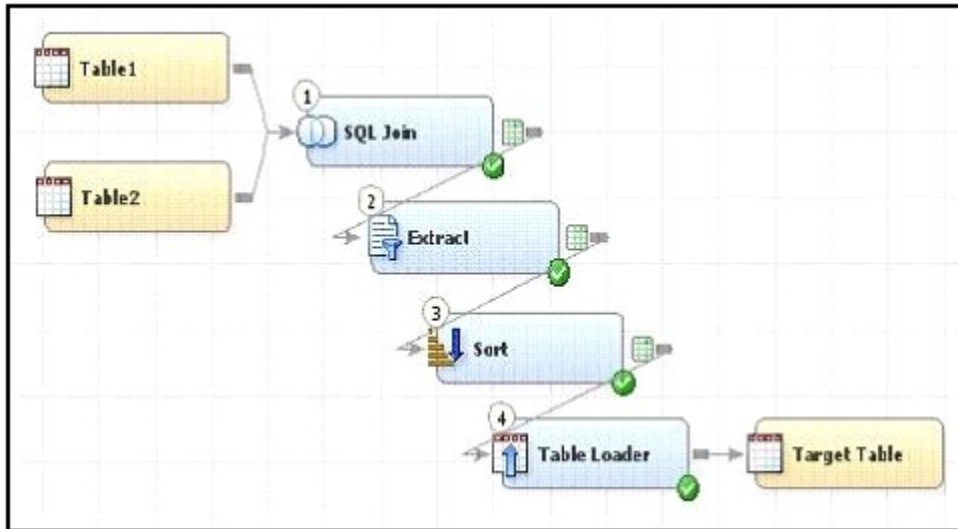 Table1
1
SQL Join
Table2
2
Extract
3
Sort
4
Table Loader
Target Table